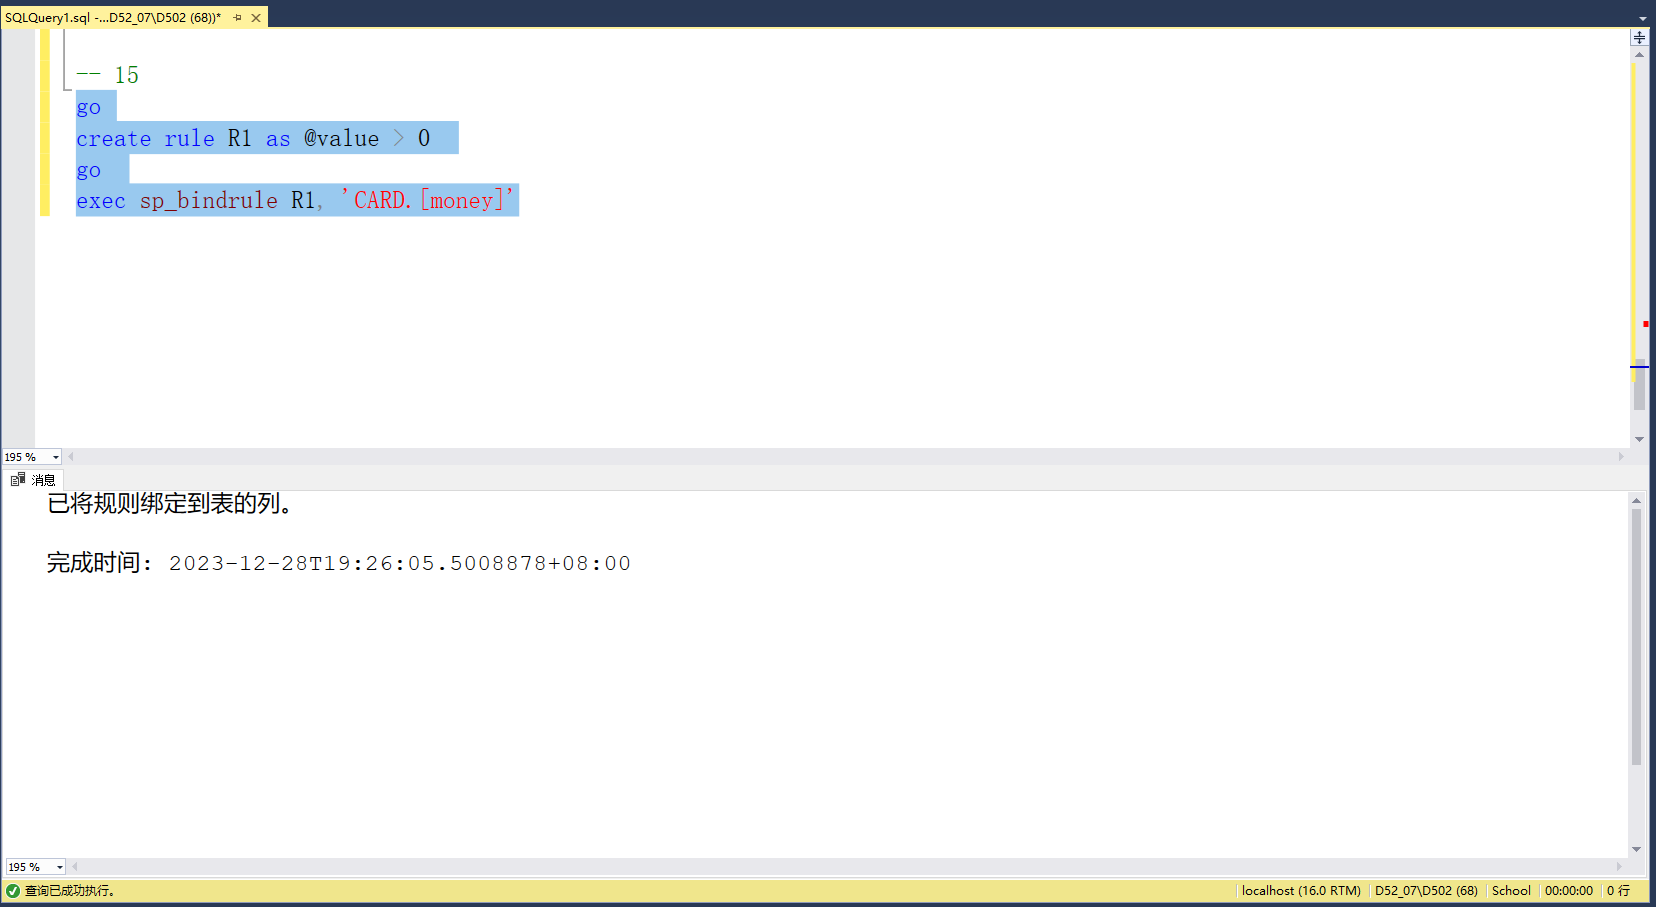 SQLQuery1.sql -...D52_07\D502 (68))*
-- 15
go
create rule R1 as @value > 0
go
exec sp_bindrule R1, 'CARD.[money]'
195 %
消息
已将规则绑定到表的列。
完成时间: 2023-12-28T19:26:05.5008878+08:00
195 %
查询已成功执行。
localhost (16.0 RTM)
D52_07\D502 (68)
School
00:00:00
0 行